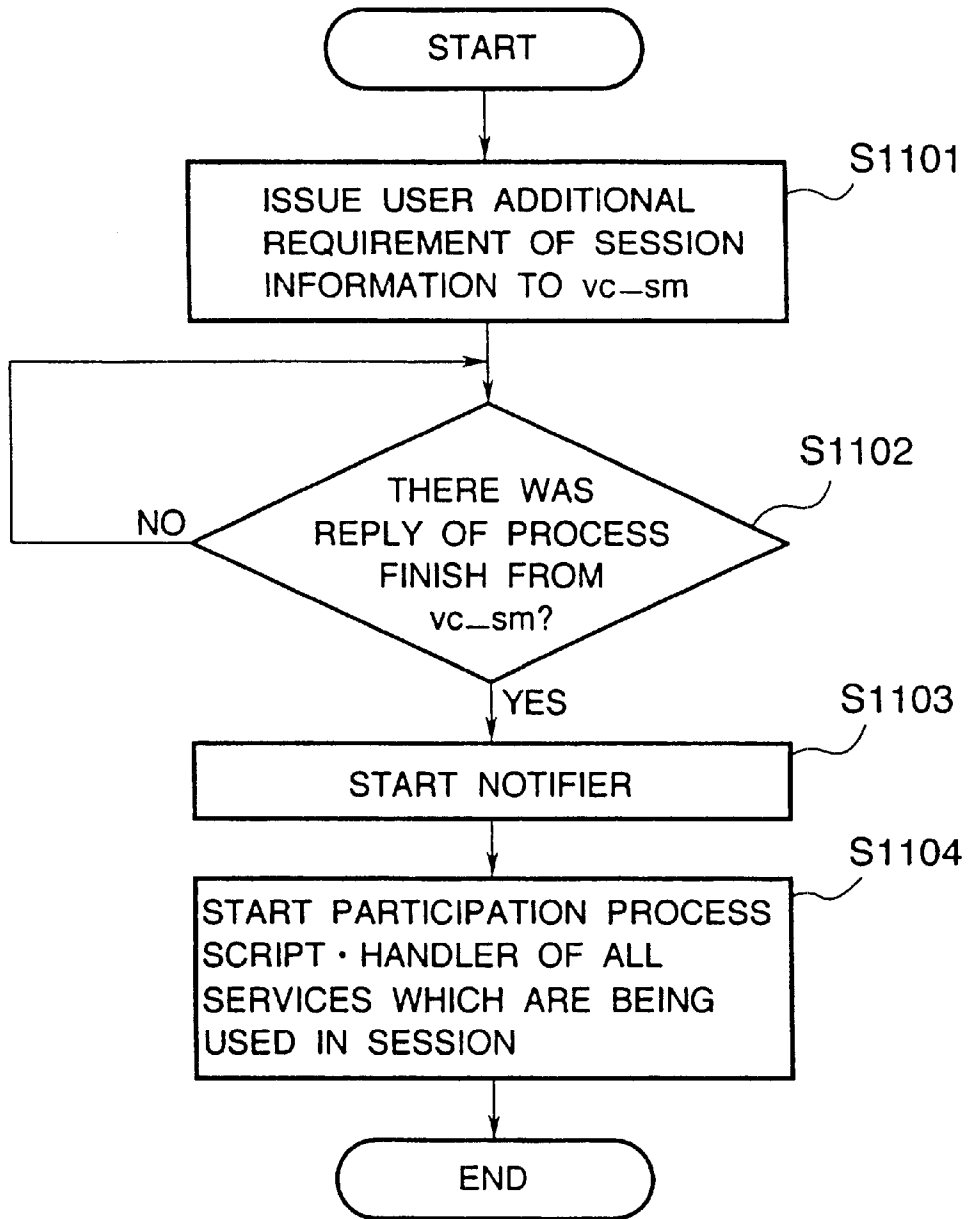 START
S1101
ISSUE USER ADDITIONAL
REQUIREMENT OF SESSION
INFORMATION TO vc_sm
S1102
THERE WAS
REPLY OF PROCESS
FINISH FROM
vc_sm?
NO
YES
S1103
START NOTIFIER
S1104
START PARTICIPATION PROCESS
SCRIPT・HANDLER OF ALL
SERVICES WHICH ARE BEING
USED IN SESSION
END